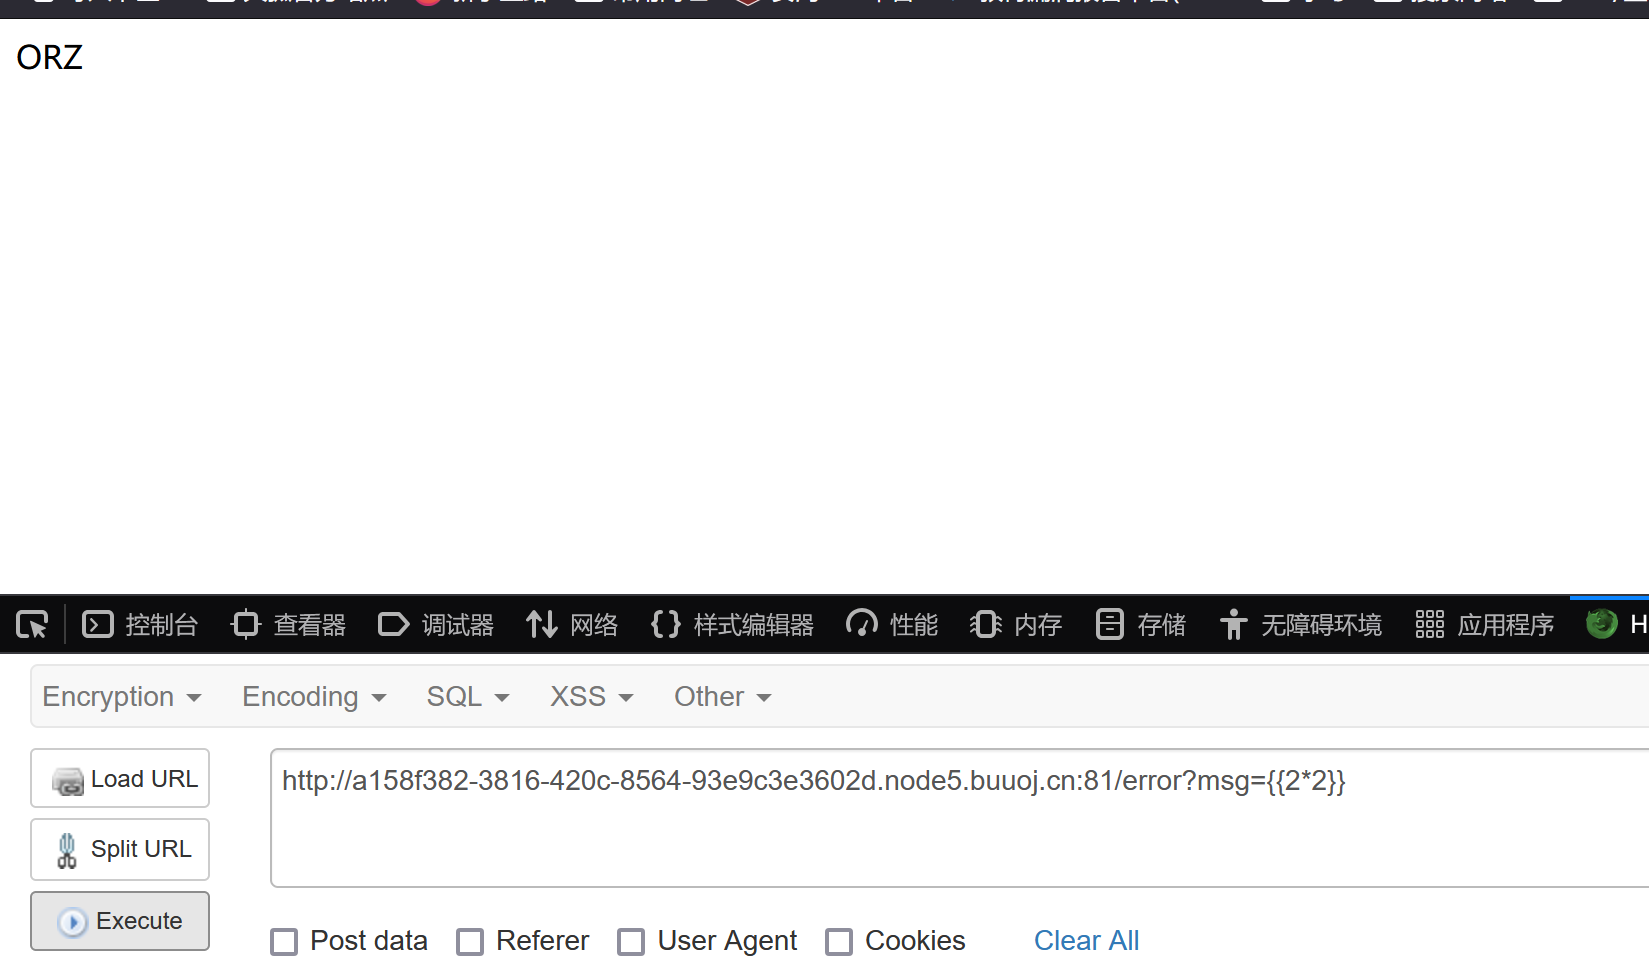 ORZ
控制台 查看器 调试器 网络 {} 样式编辑器 性能 内存 存储 无障碍环境 应用程序 H
Encryption Encoding SQL XSS Other
Load URL
http://a158f382-3816-420c-8564-93e9c3e3602d.node5.buuoj.cn:81/error?msg={{2*2}}
Split URL
Execute
Post data Referer User Agent Cookies Clear All